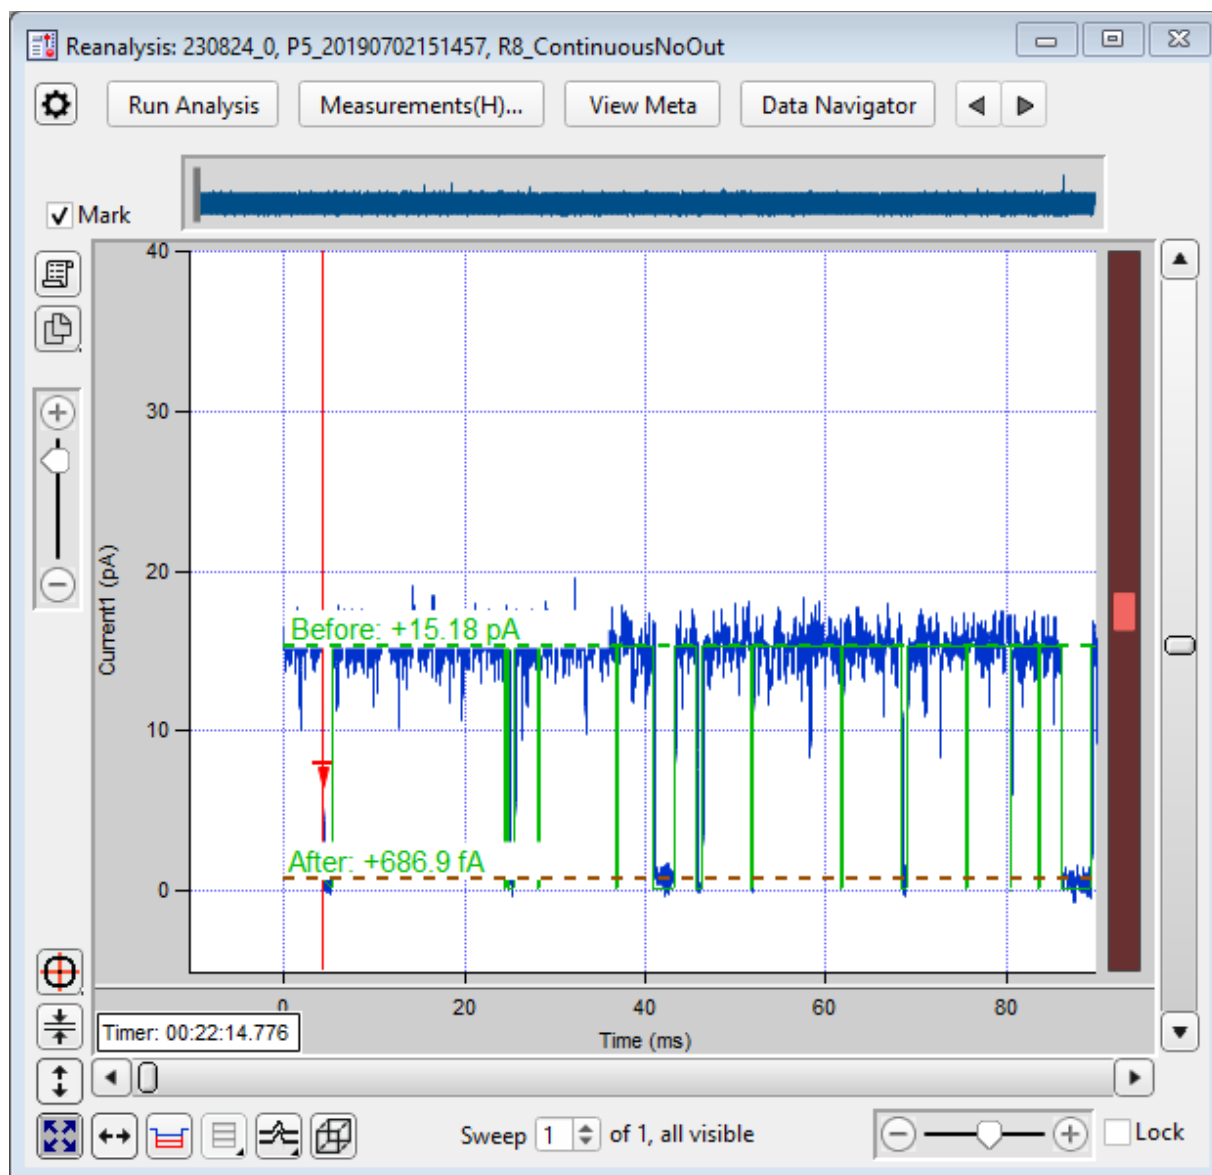 Reanalysis: 230824_0, P5_20190702151457, R8_ContinuousNoOut
Run Analysis Measurements(H)... View Meta Data Navigator
Mark
40
30
20
10
0
Current1 (pA)
Before: +15.18 pA
After: +686.9 fA
0 20 40 60 80
Timer: 00:22:14.776
Time (ms)
Sweep 1 of 1, all visible
Lock